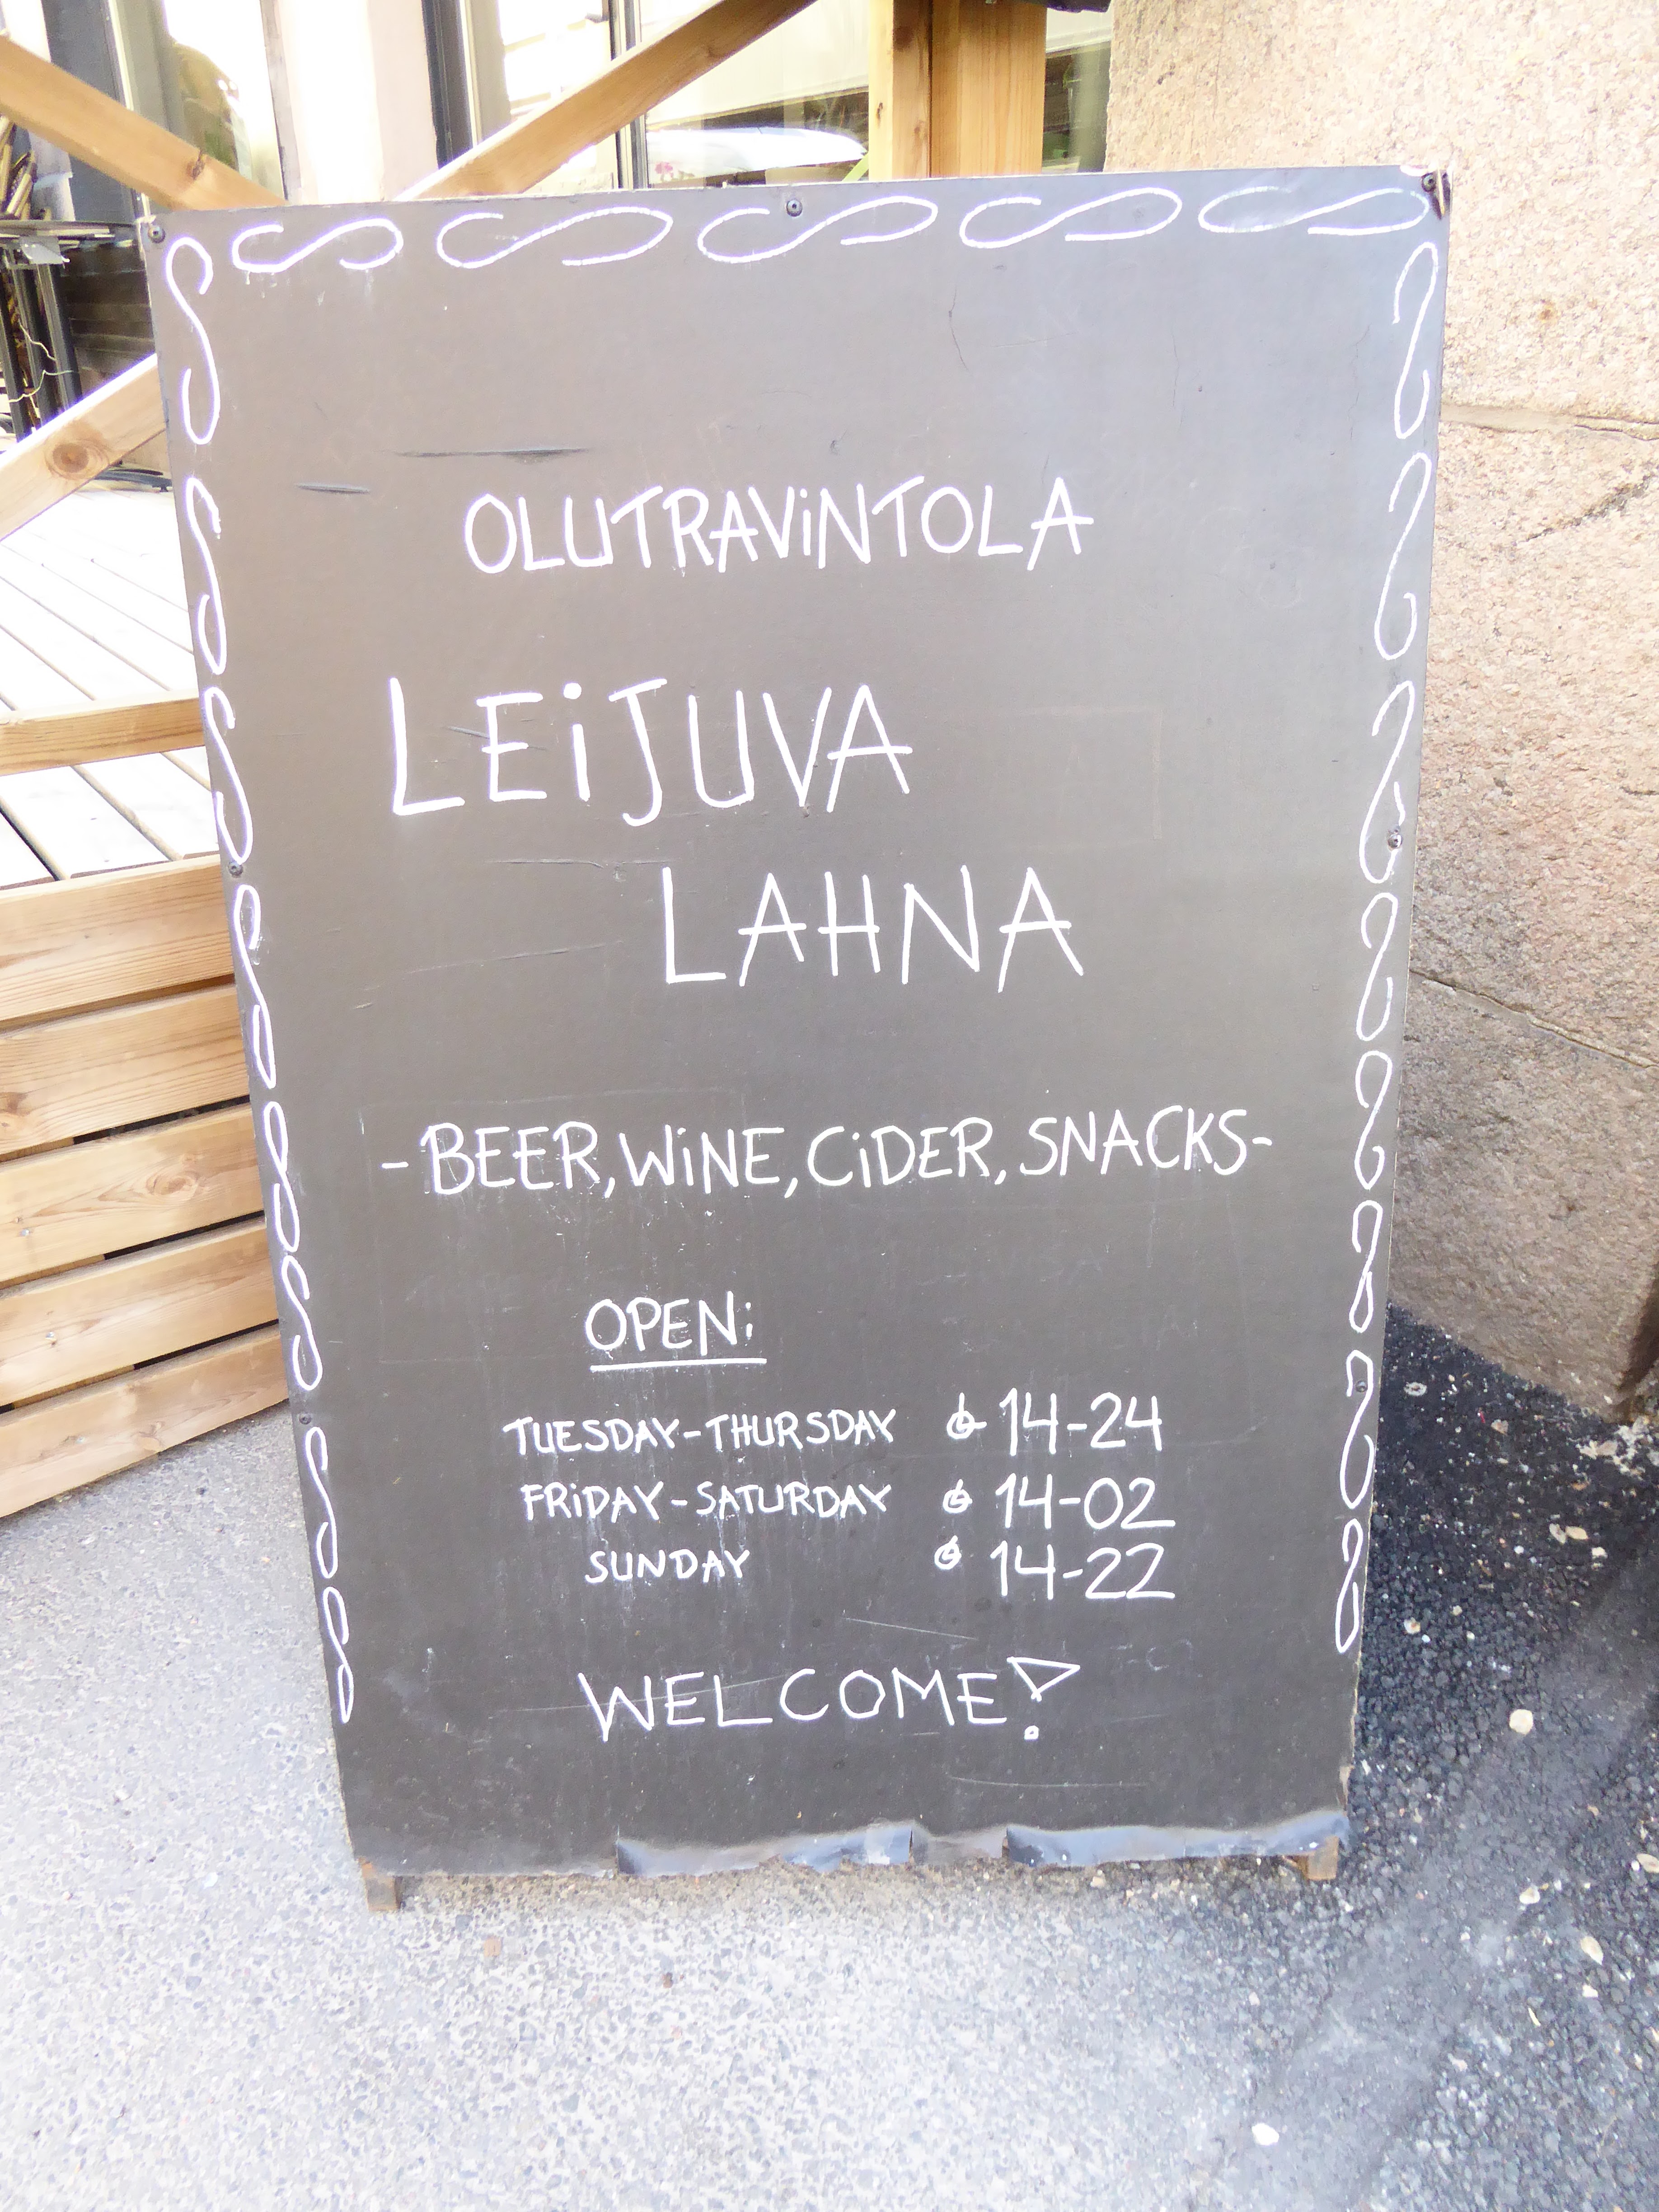 OLUTRAVINTOLA
LEIJUVA
LAHNA
-BEER, WINE, CIDER, SNACKS-
OPEN:
TUESDAY-THURSDAY 14-24
FRIDAY-SATURDAY 14-02
SUNDAY 14-22
WELCOME!